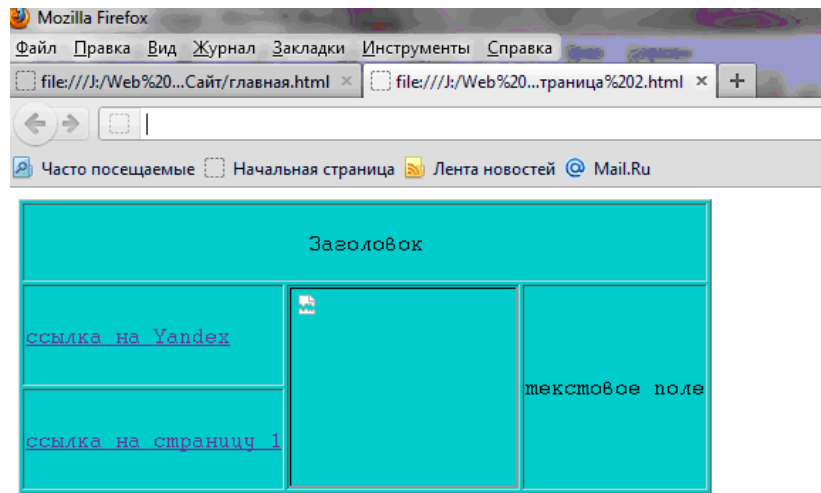 Mozilla Firefox
Файл Правка Вид Журнал Закладки Инструменты Справка
file:///J:/Web%20...Сайт/главная.html × file:///J:/Web%20...траница%202.html × +
Часто посещаемые Начальная страница Лента новостей Mail.Ru
Заголовок
ссылка на Yandex
текстовое поле
ссылка на страницу 1